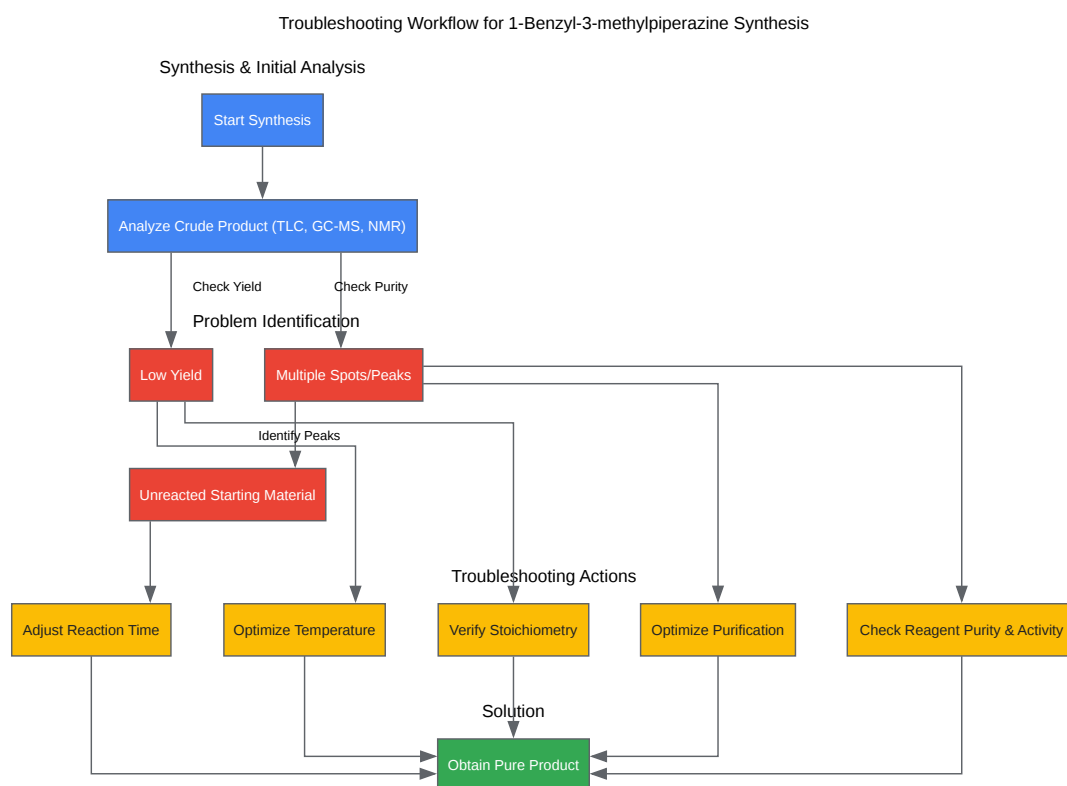 Troubleshooting Workflow for 1-Benzyl-3-methylpiperazine Synthesis
Synthesis & Initial Analysis
Start Synthesis
Analyze Crude Product (TLC, GC-MS, NMR)
Check Yield
Check Purity
Problem Identification
Low Yield
Multiple Spots/Peaks
Identify Peaks
Unreacted Starting Material
Troubleshooting Actions
Adjust Reaction Time
Optimize Temperature
Verify Stoichiometry
Optimize Purification
Check Reagent Purity & Activity
Solution
Obtain Pure Product